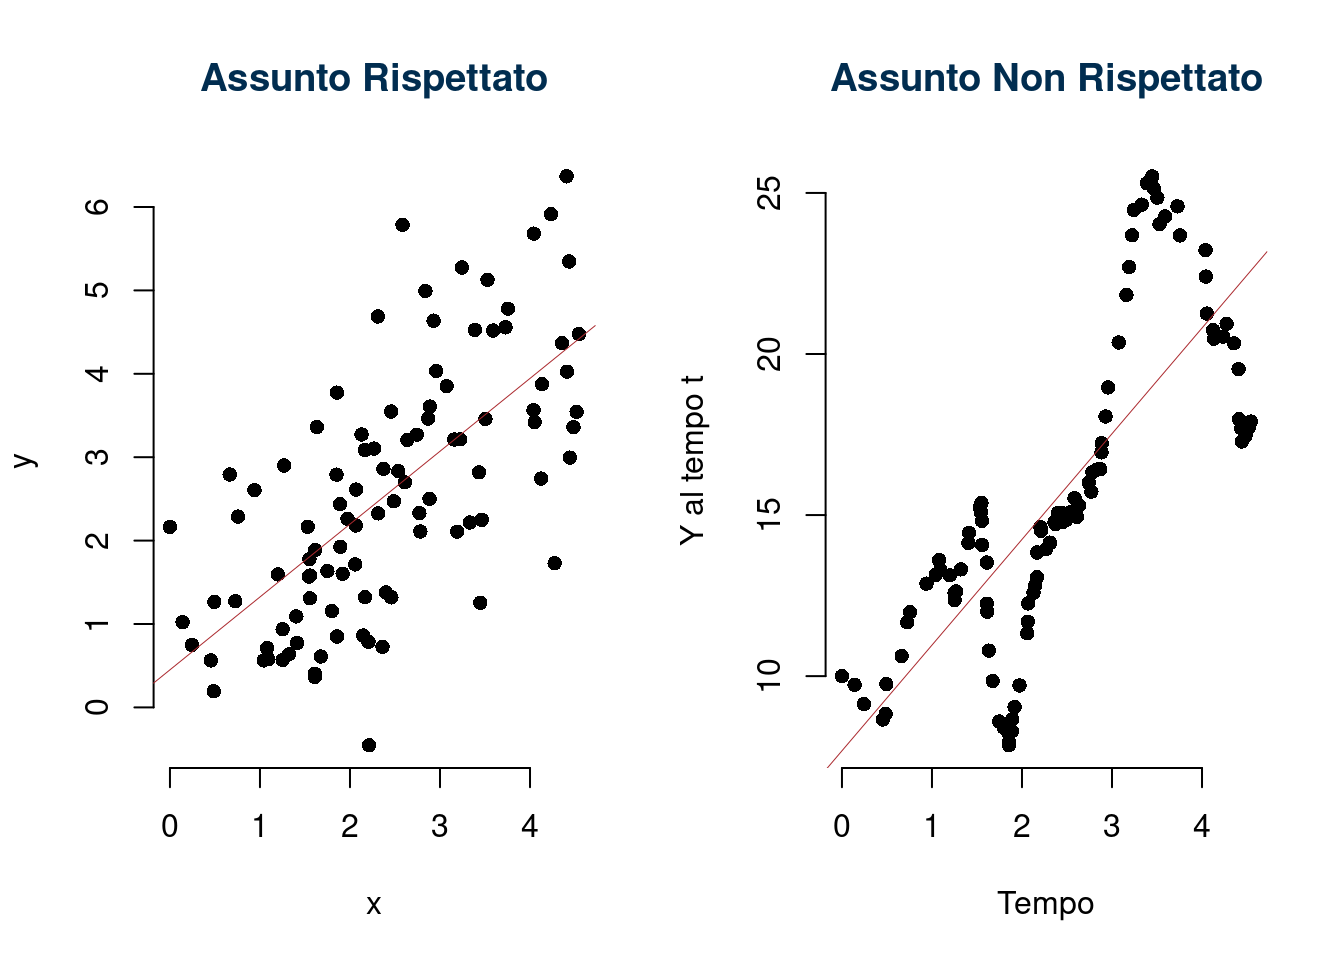 Assunto Rispettato
y
6
5
4
3
2
1
0
0 1 2 3 4
x
Assunto Non Rispettato
Y al tempo t
25
20
15
10
0 1 2 3 4
Tempo